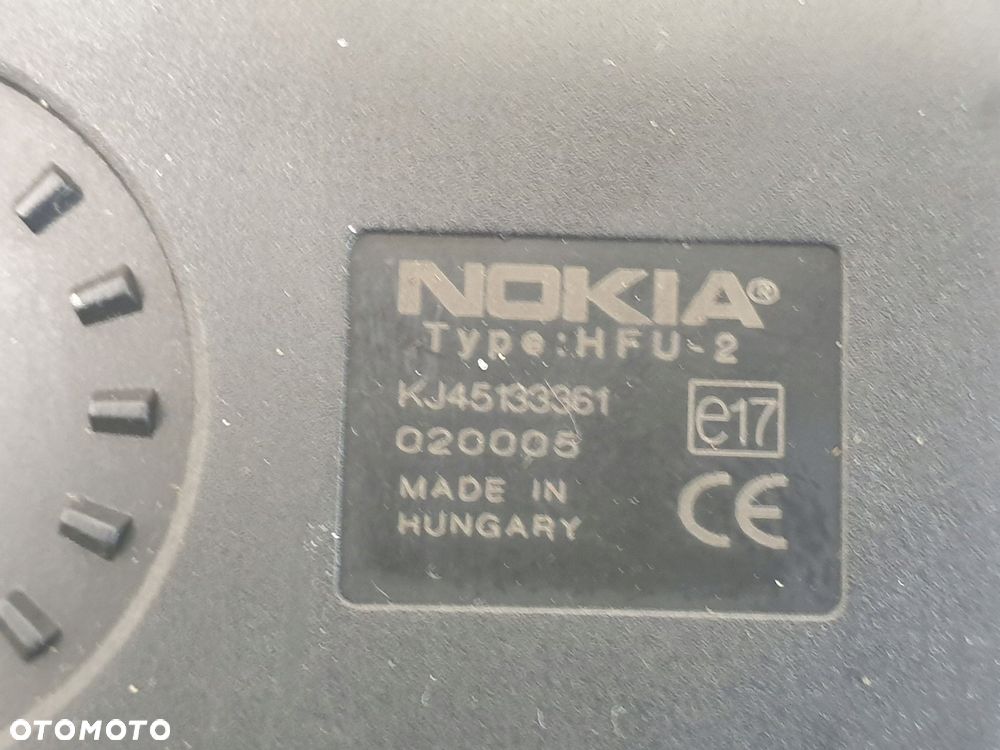 NOKIA®
Type:HFU-2
KJ45133361
e17
020005
MADE IN
HUNGARY
CE
OTOMOTO